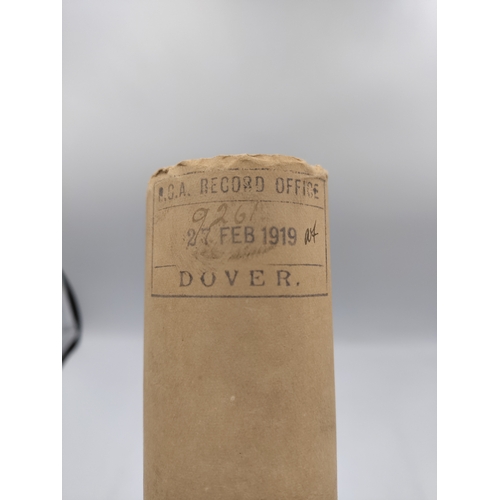 R.G.A. RECORD OFFICE
27 FEB 1919
DOVER.